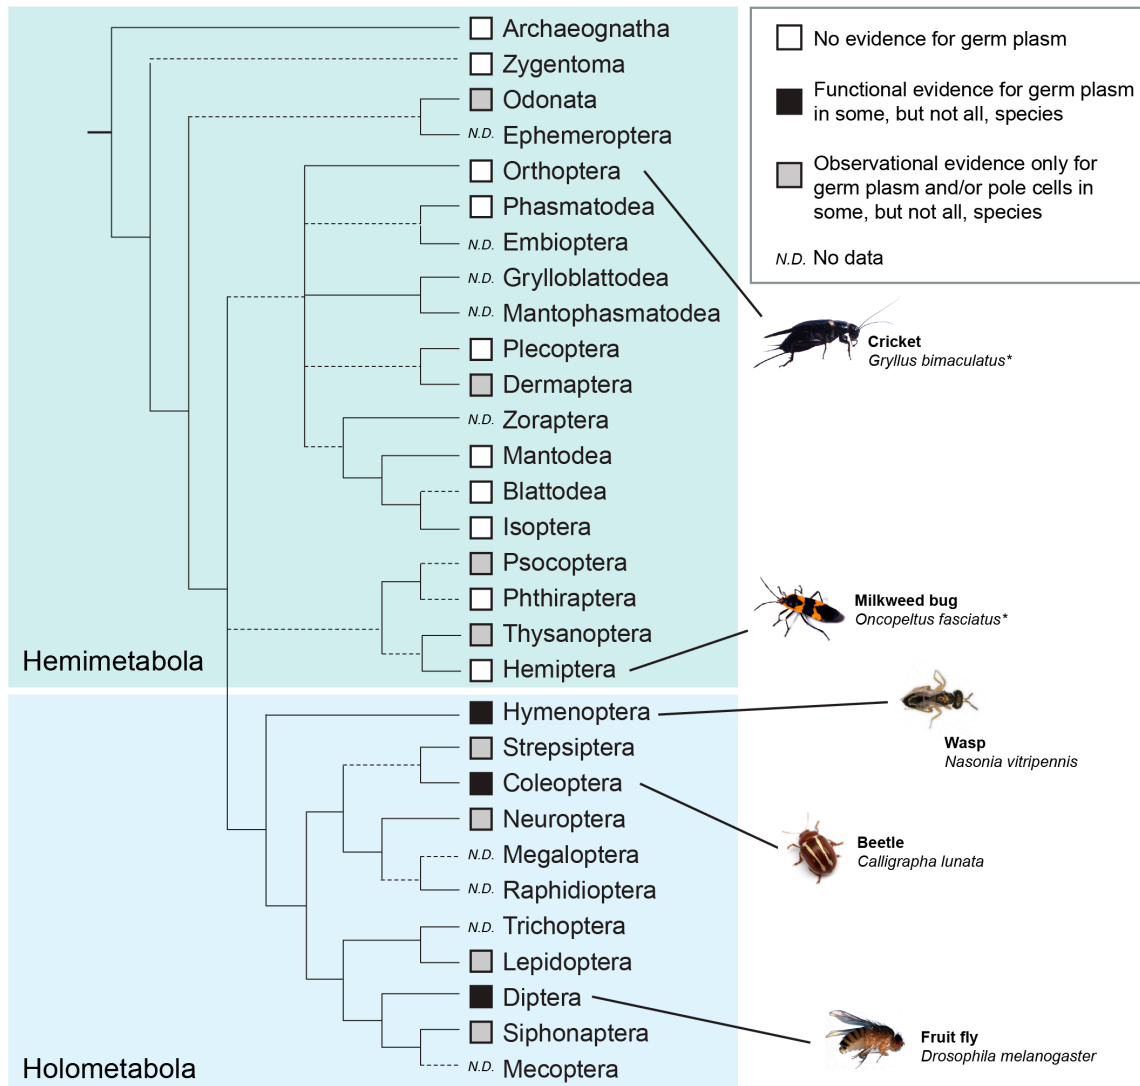 Archaeognatha
Zygentoma
Odonata
N.D. Ephemeroptera
Orthoptera
Phasmatodea
N.D. Embioptera
N.D. Grylloblattodea
N.D. Mantophasmatodea
Plecoptera
Dermaptera
N.D. Zoraptera
Mantodea
Blattodea
Isoptera
Psocoptera
Phthiraptera
Thysanoptera
Hemiptera
Hemimetabola
Hymenoptera
Strepsiptera
Coleoptera
Neuroptera
N.D. Megaloptera
N.D. Raphidioptera
N.D. Trichoptera
Lepidoptera
Diptera
Siphonaptera
N.D. Mecoptera
Holometabola
No evidence for germ plasm
Functional evidence for germ plasm
in some, but not all, species
Observational evidence only for
germ plasm and/or pole cells in
some, but not all, species
N.D. No data
Cricket
Gryllus bimaculatus*
Milkweed bug
Oncopeltus fasciatus*
Wasp
Nasonia vitripennis
Beetle
Calligrapha lunata
Fruit fly
Drosophila melanogaster